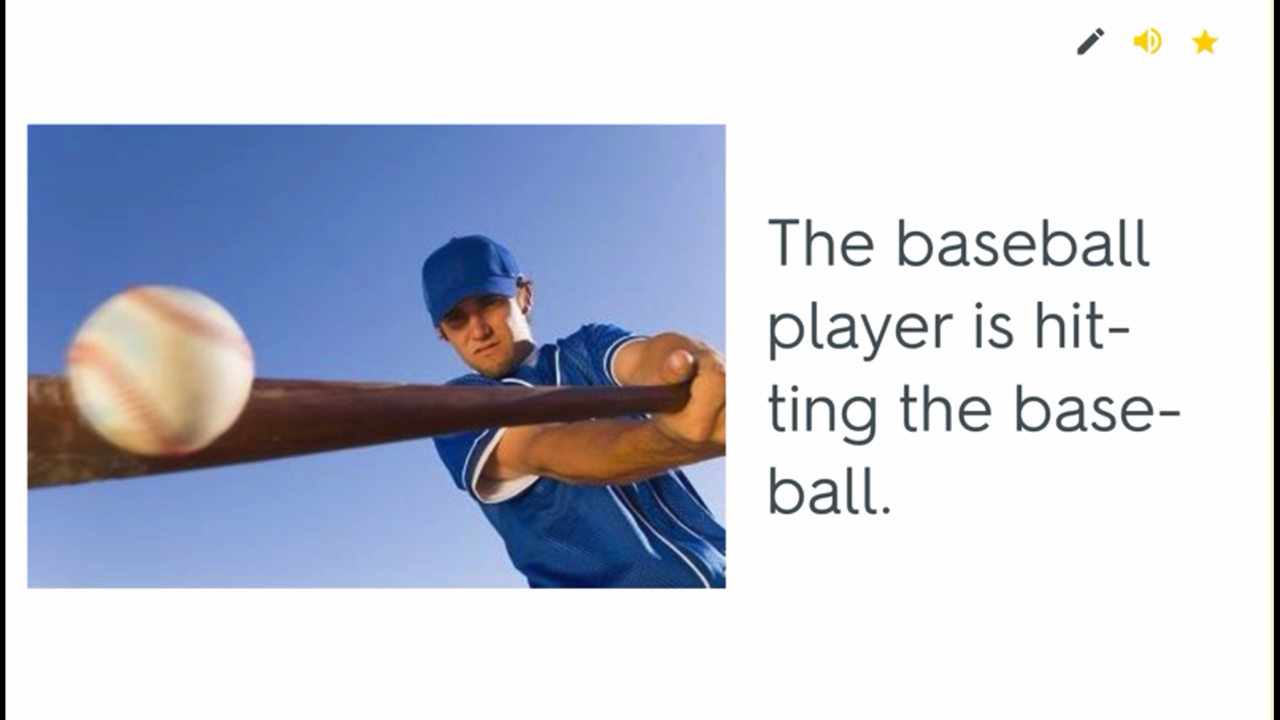 The baseball
player is hit-
ting the base-
ball.